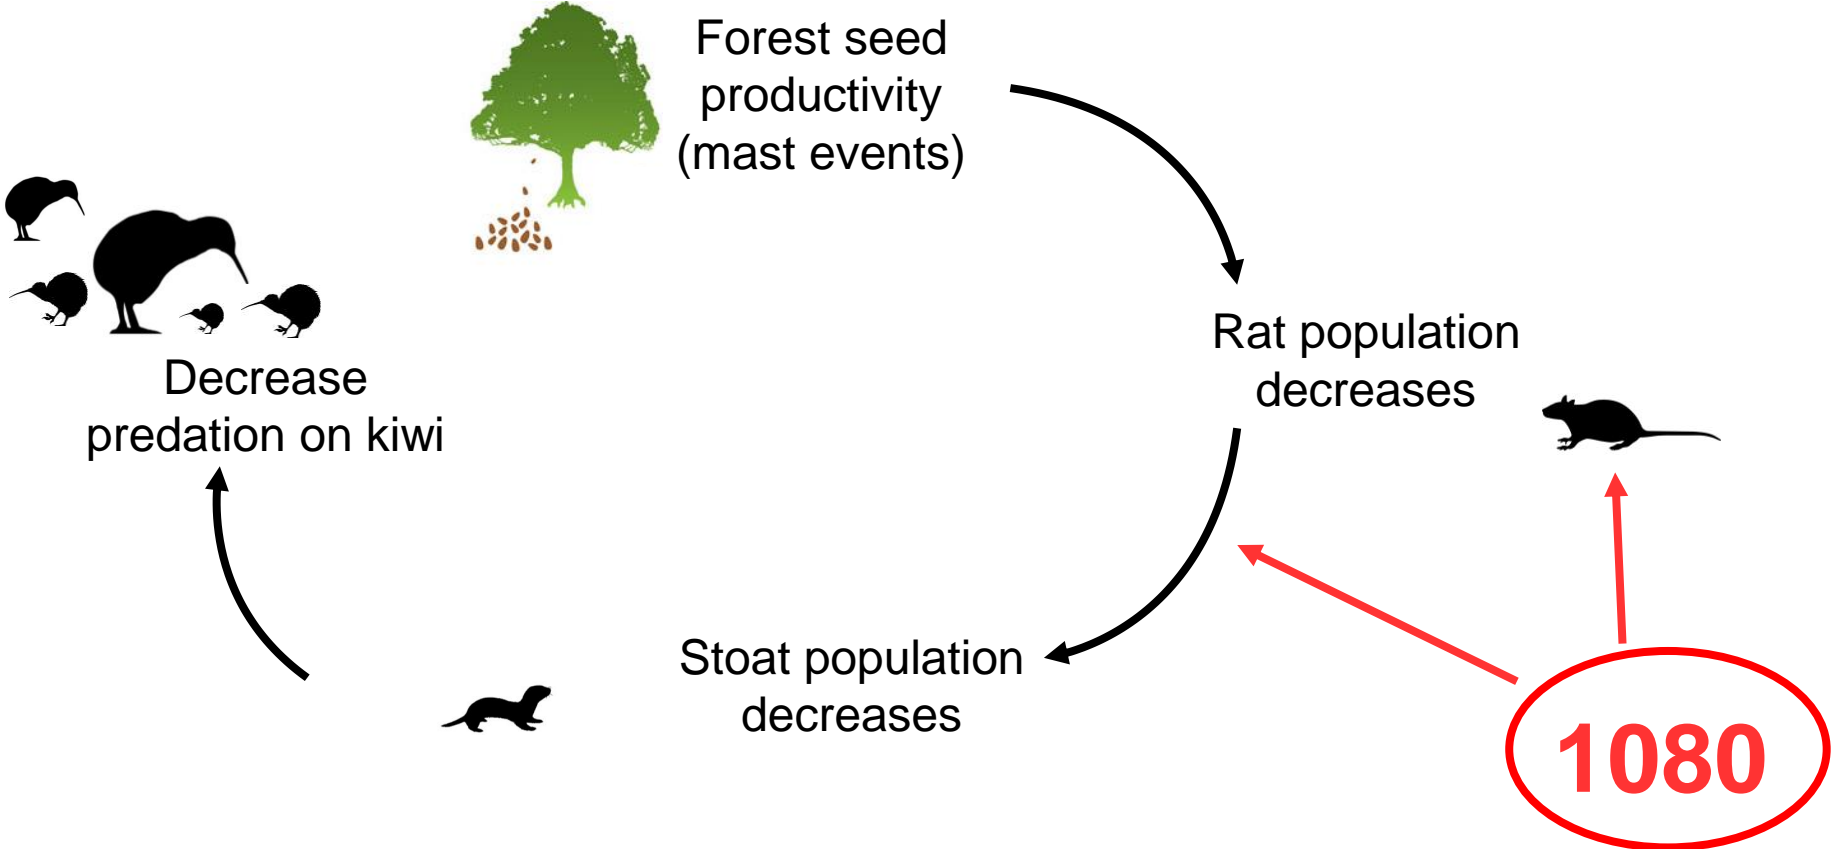 Forest seed
productivity
(mast events)
Rat population
decreases
Decrease
predation on kiwi
Stoat population
decreases
1080